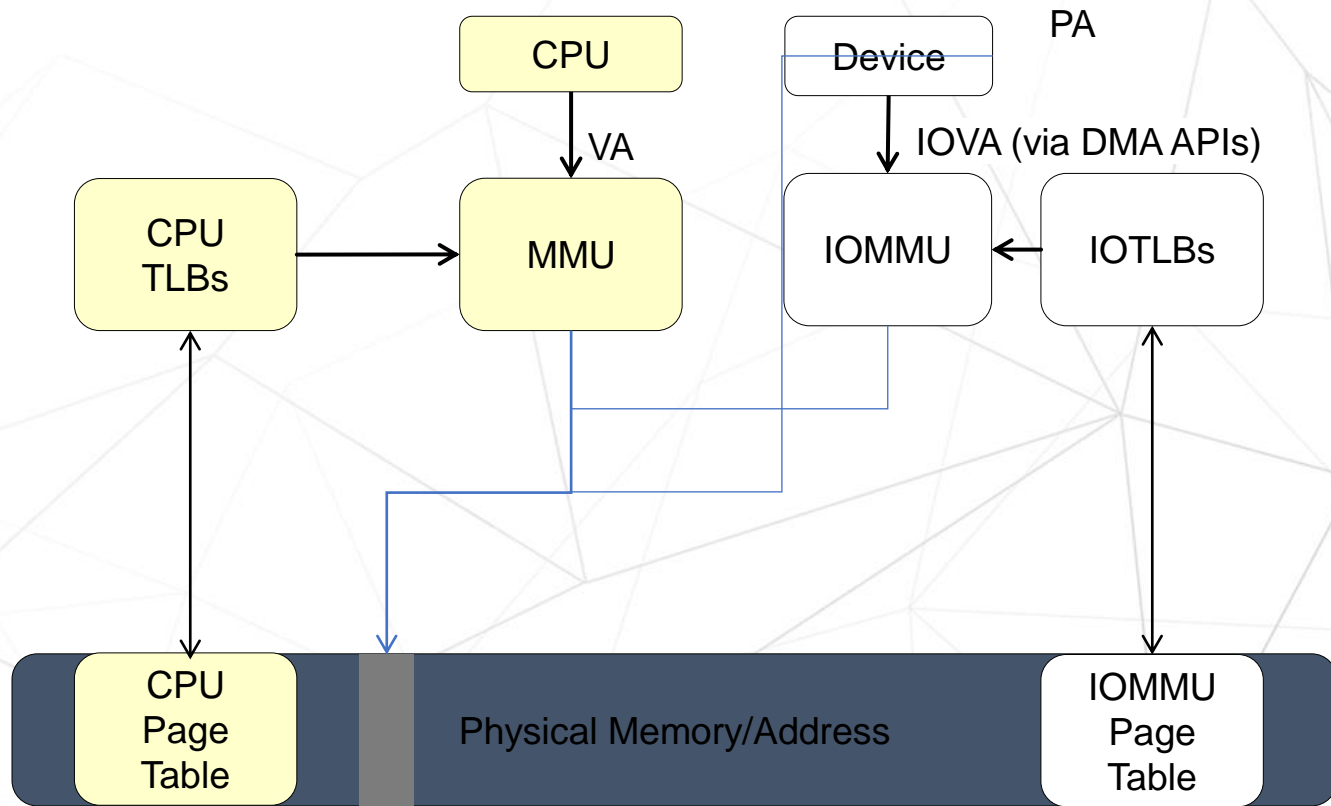 PA
CPU
Device
VA
IOVA (via DMA APIs)
CPU
TLBs
MMU
IOMMU
IOTLBs
CPU
Page
Table
Physical Memory/Address
IOMMU
Page
Table